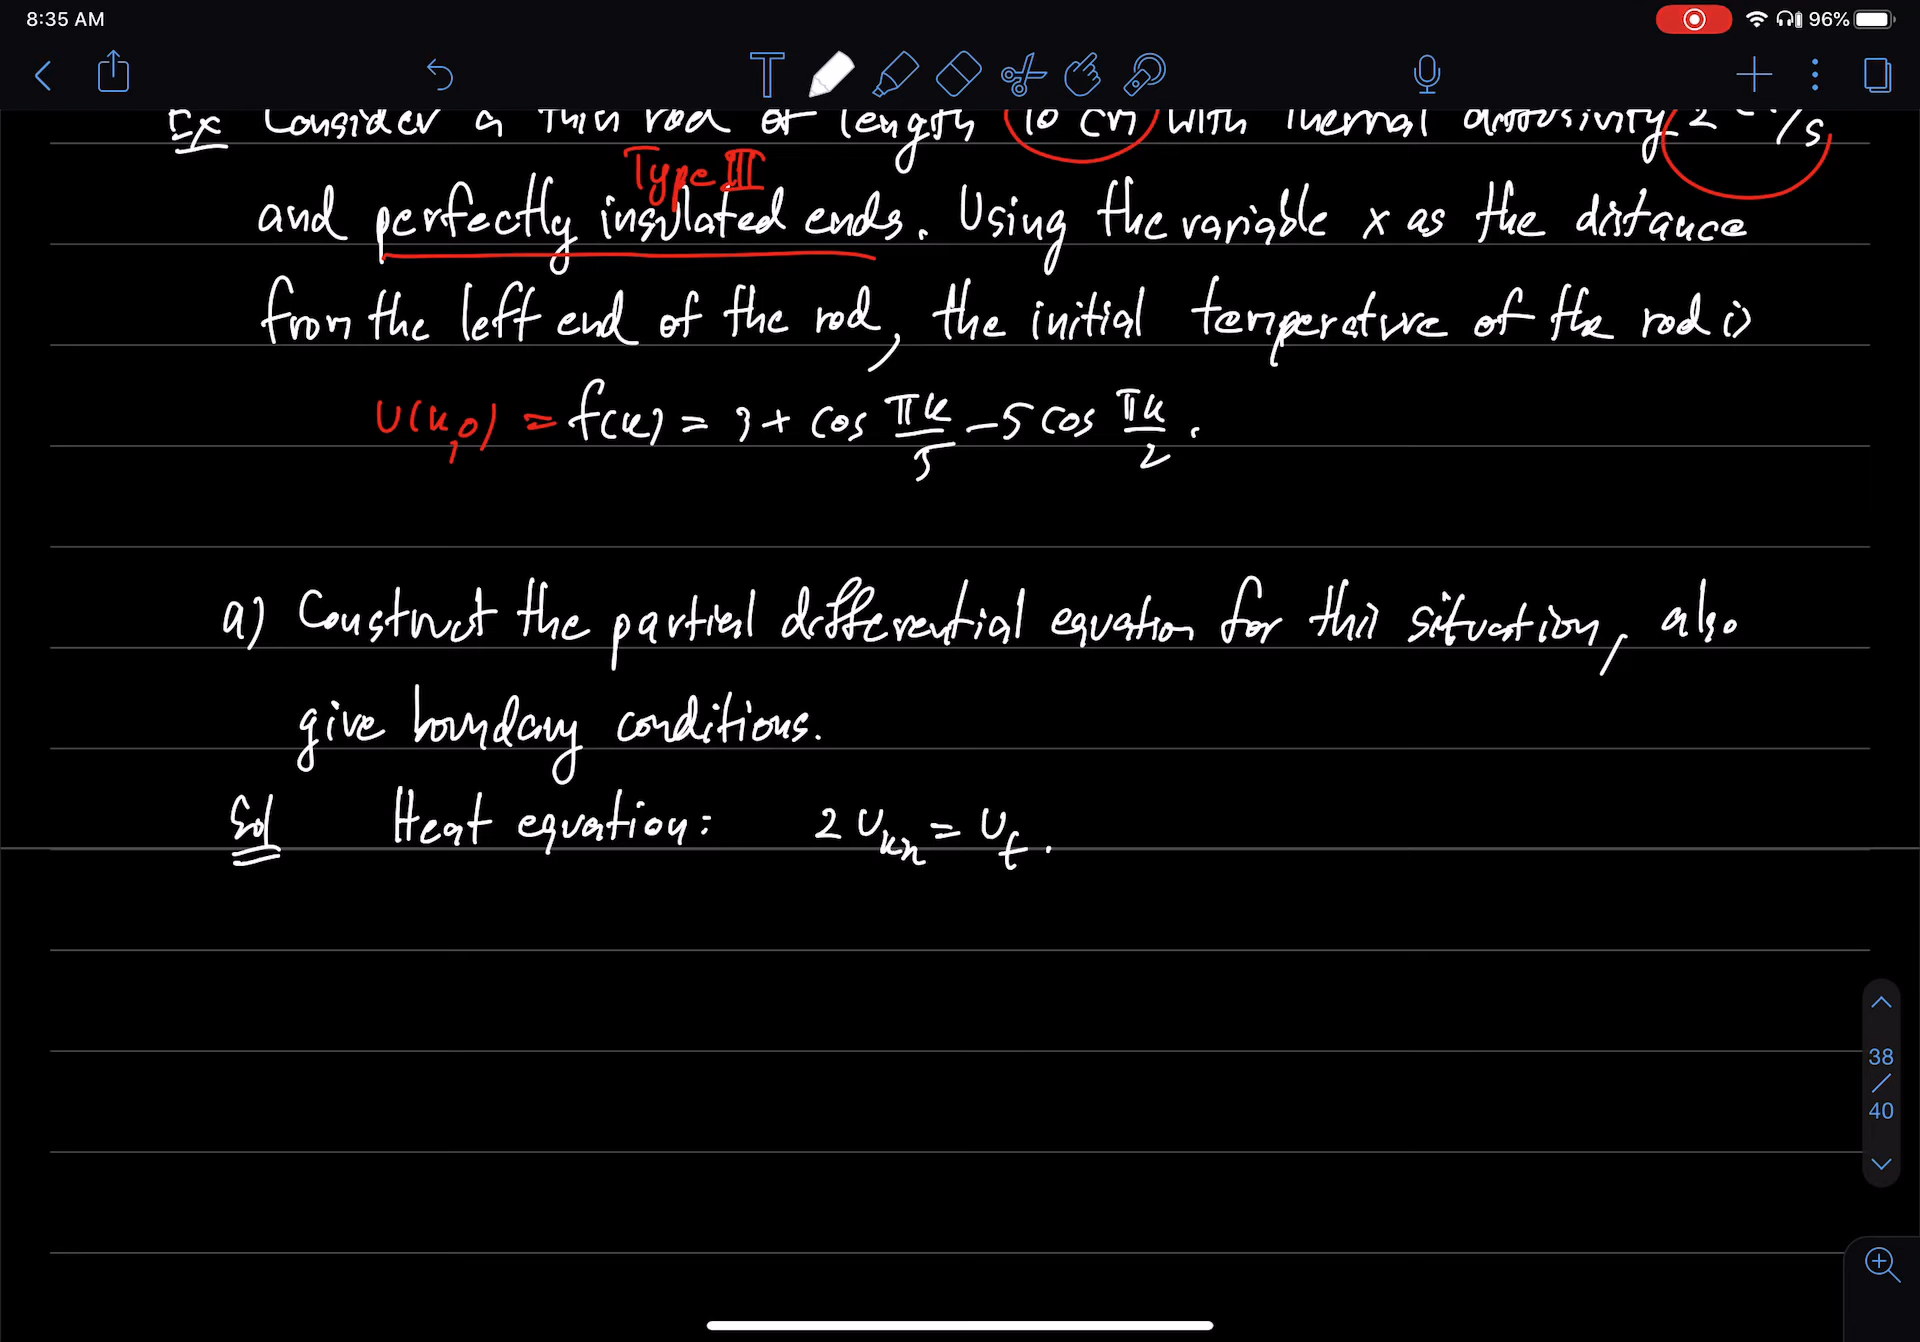 8:35 AM
96%
Ex Consider a thin rod of length 10 cm with thermal diffusivity 2 /s
Type III
and perfectly insulated ends. Using the variable x as the distance
from the left end of the rod, the initial temperature of the rod is
U(x,0) = f(x) = 3 + cos πx/5 - 5 cos πx/2 .
a) Construct the partial differential equation for this situation, also
give boundary conditions.
Sol Heat equation: 2 Uxx = Ut .
38
/
40